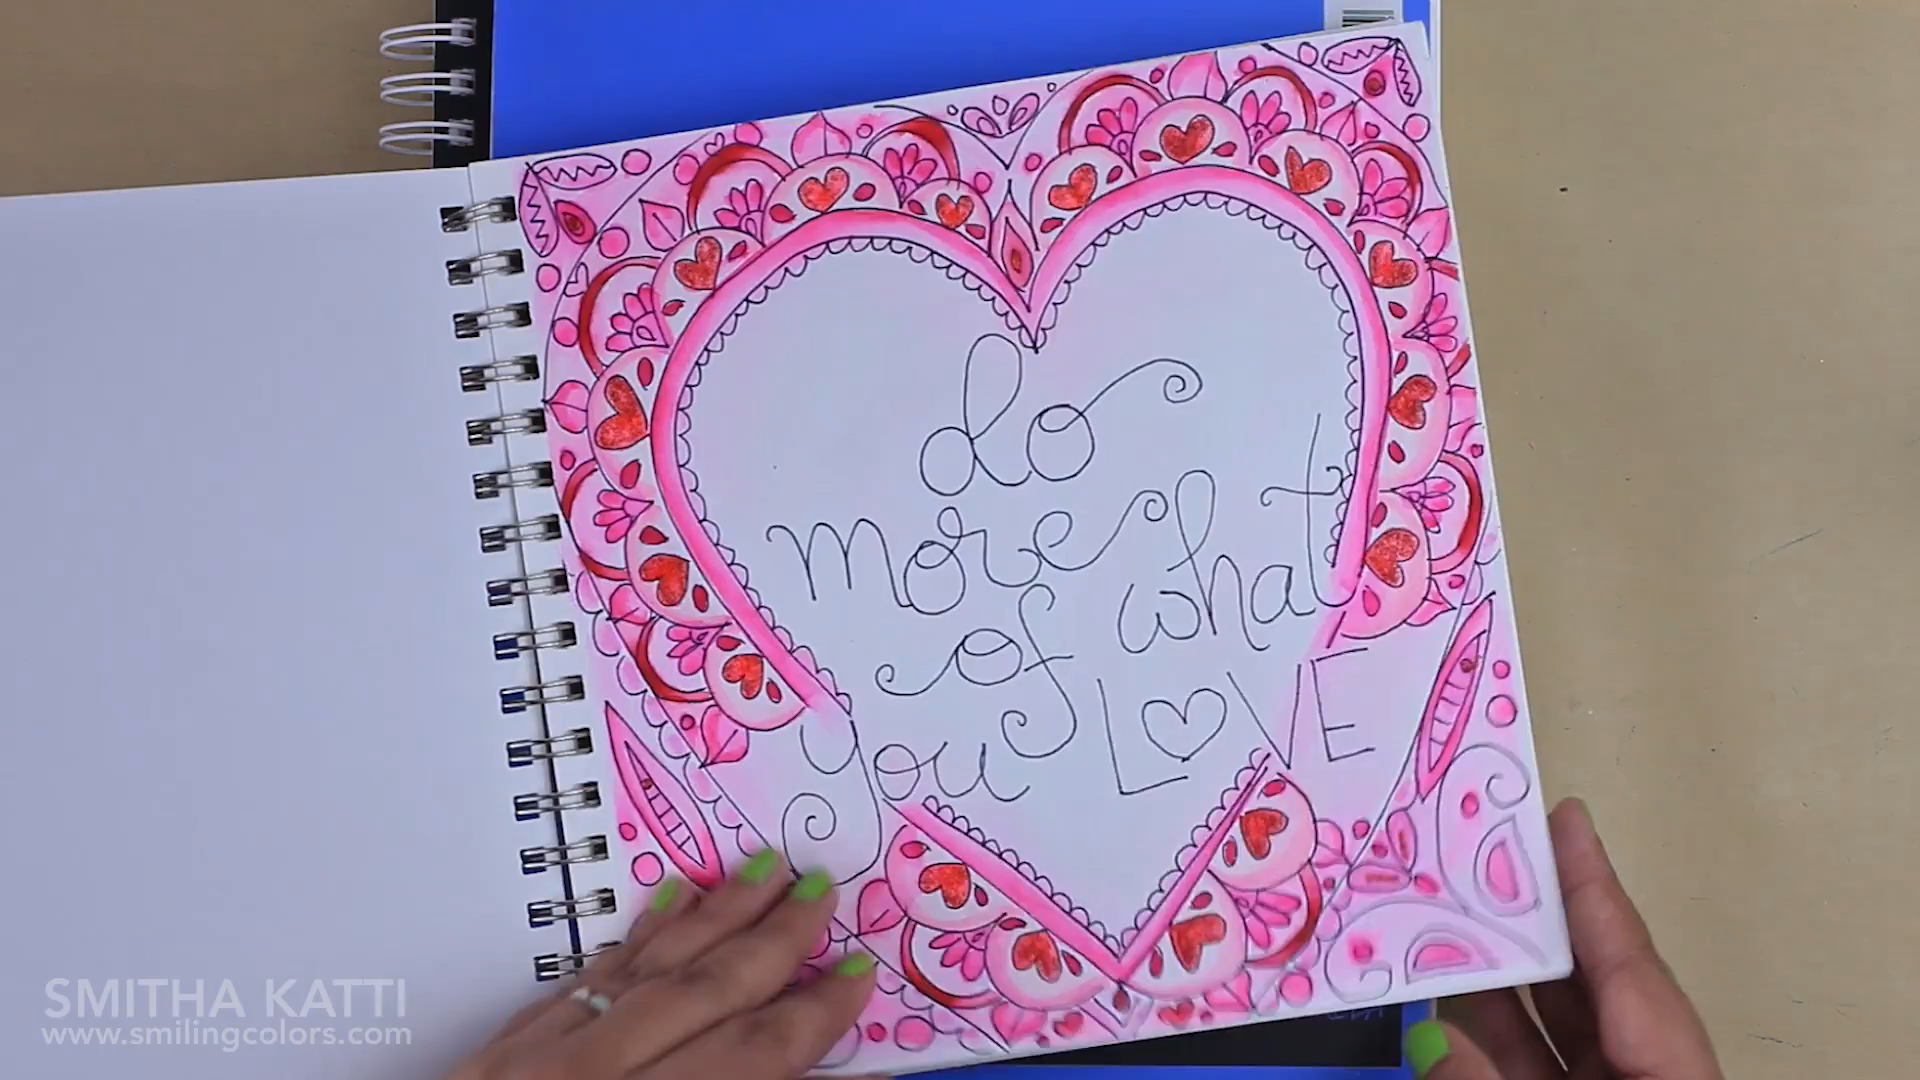 do
more
of what
you LOVE
SMITHA KATTI
www.smilingcolors.com